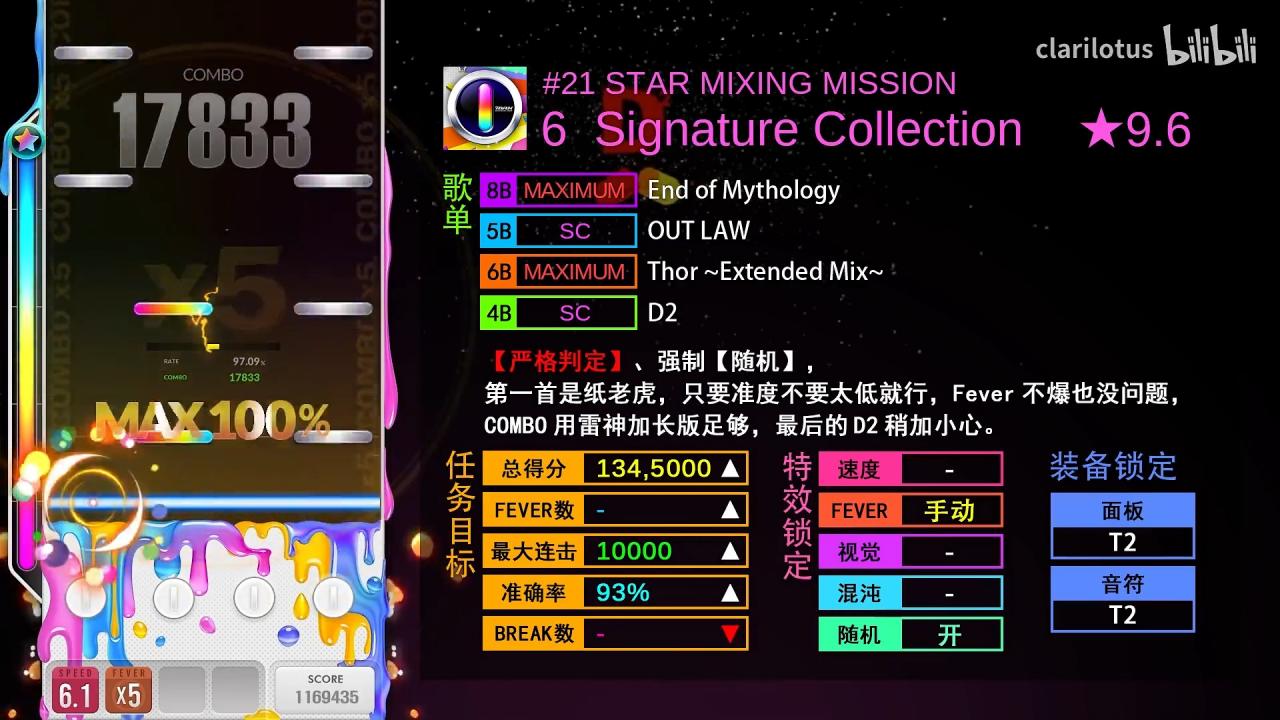 clarilotus bilibili
COMBO
17833
x5
RATE 97.09%
COMBO 17833
MAX 100%
SPEED
6.1
FEVER
X5
SCORE
1169435
#21 STAR MIXING MISSION
6 Signature Collection ★9.6
歌单
8B MAXIMUM End of Mythology
5B SC OUT LAW
6B MAXIMUM Thor ~Extended Mix~
4B SC D2
【严格判定】、强制【随机】，
第一首是纸老虎，只要准度不要太低就行，Fever 不爆也没问题，
COMBO 用雷神加长版足够，最后的 D2 稍加小心。
任务目标
总得分 134,5000 ▲
FEVER数 - ▲
最大连击 10000 ▲
准确率 93% ▲
BREAK数 - ▼
特效锁定
速度 -
FEVER 手动
视觉 -
混沌 -
随机 开
装备锁定
面板
T2
音符
T2